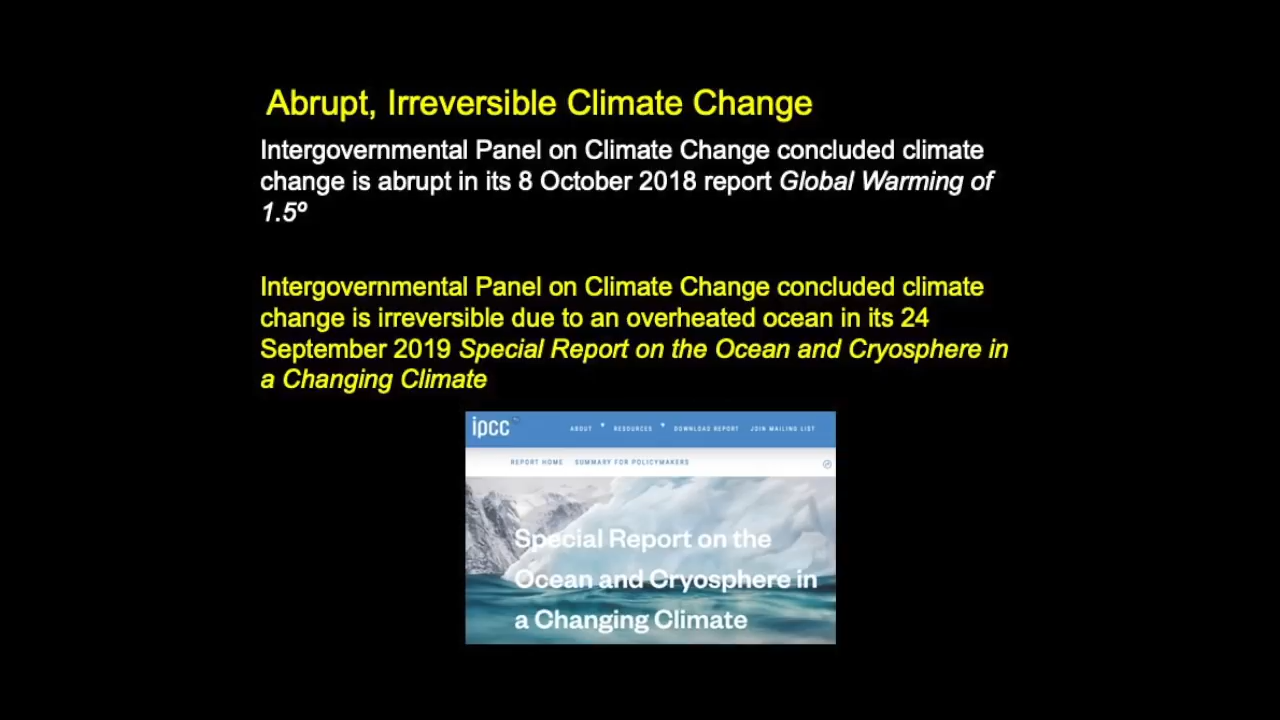 Abrupt, Irreversible Climate Change
Intergovernmental Panel on Climate Change concluded climate
change is abrupt in its 8 October 2018 report Global Warming of
1.5º
Intergovernmental Panel on Climate Change concluded climate
change is irreversible due to an overheated ocean in its 24
September 2019 Special Report on the Ocean and Cryosphere in
a Changing Climate
ipcc
ABOUT RESOURCES DOWNLOAD REPORT JOIN MAILING LIST
REPORT HOME SUMMARY FOR POLICYMAKERS
Special Report on the
Ocean and Cryosphere in
a Changing Climate